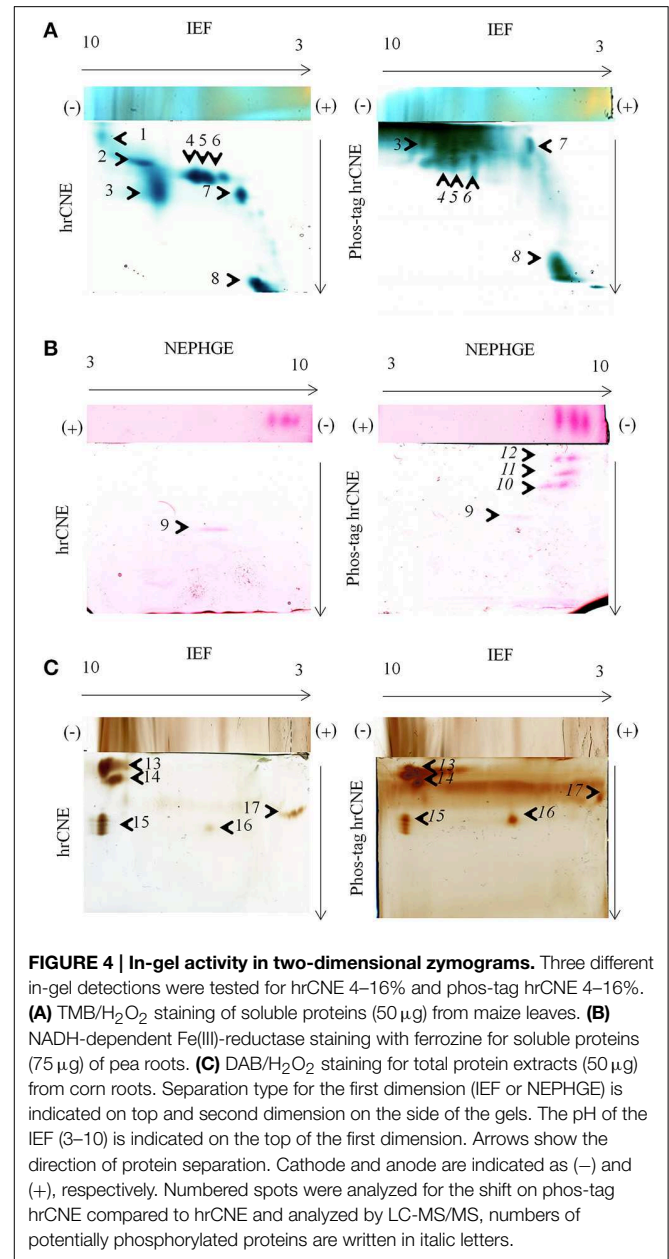 A
IEF
IEF
10 3
10 3
(-) (+)
(-) (+)
hrCNE
1
2
3
4 5 6
7
8
Phos-tag hrCNE
3
4 5 6
7
8
B
NEPHGE
NEPHGE
3 10
3 10
(+) (-)
(+) (-)
hrCNE
9
Phos-tag hrCNE
12
11
10
9
C
IEF
IEF
10 3
10 3
(-) (+)
(-) (+)
hrCNE
13
14
15
16
17
Phos-tag hrCNE
13
14
15
16
17
FIGURE 4 | In-gel activity in two-dimensional zymograms. Three different
in-gel detections were tested for hrCNE 4–16% and phos-tag hrCNE 4–16%.
(A) TMB/H₂O₂ staining of soluble proteins (50 µg) from maize leaves. (B)
NADH-dependent Fe(III)-reductase staining with ferrozine for soluble proteins
(75 µg) of pea roots. (C) DAB/H₂O₂ staining for total protein extracts (50 µg)
from corn roots. Separation type for the first dimension (IEF or NEPHGE) is
indicated on top and second dimension on the side of the gels. The pH of the
IEF (3–10) is indicated on the top of the first dimension. Arrows show the
direction of protein separation. Cathode and anode are indicated as (−) and
(+), respectively. Numbered spots were analyzed for the shift on phos-tag
hrCNE compared to hrCNE and analyzed by LC-MS/MS, numbers of
potentially phosphorylated proteins are written in italic letters.